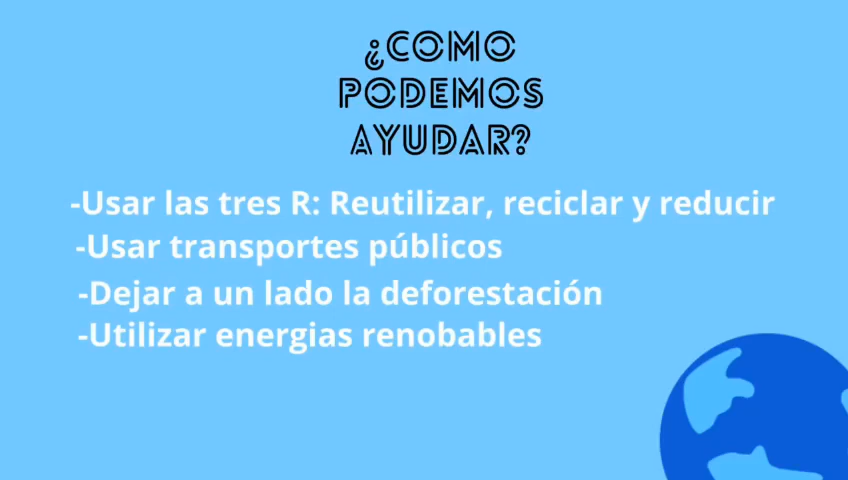 ¿COMO
PODEMOS
AYUDAR?
-Usar las tres R: Reutilizar, reciclar y reducir
-Usar transportes públicos
-Dejar a un lado la deforestación
-Utilizar energias renobables